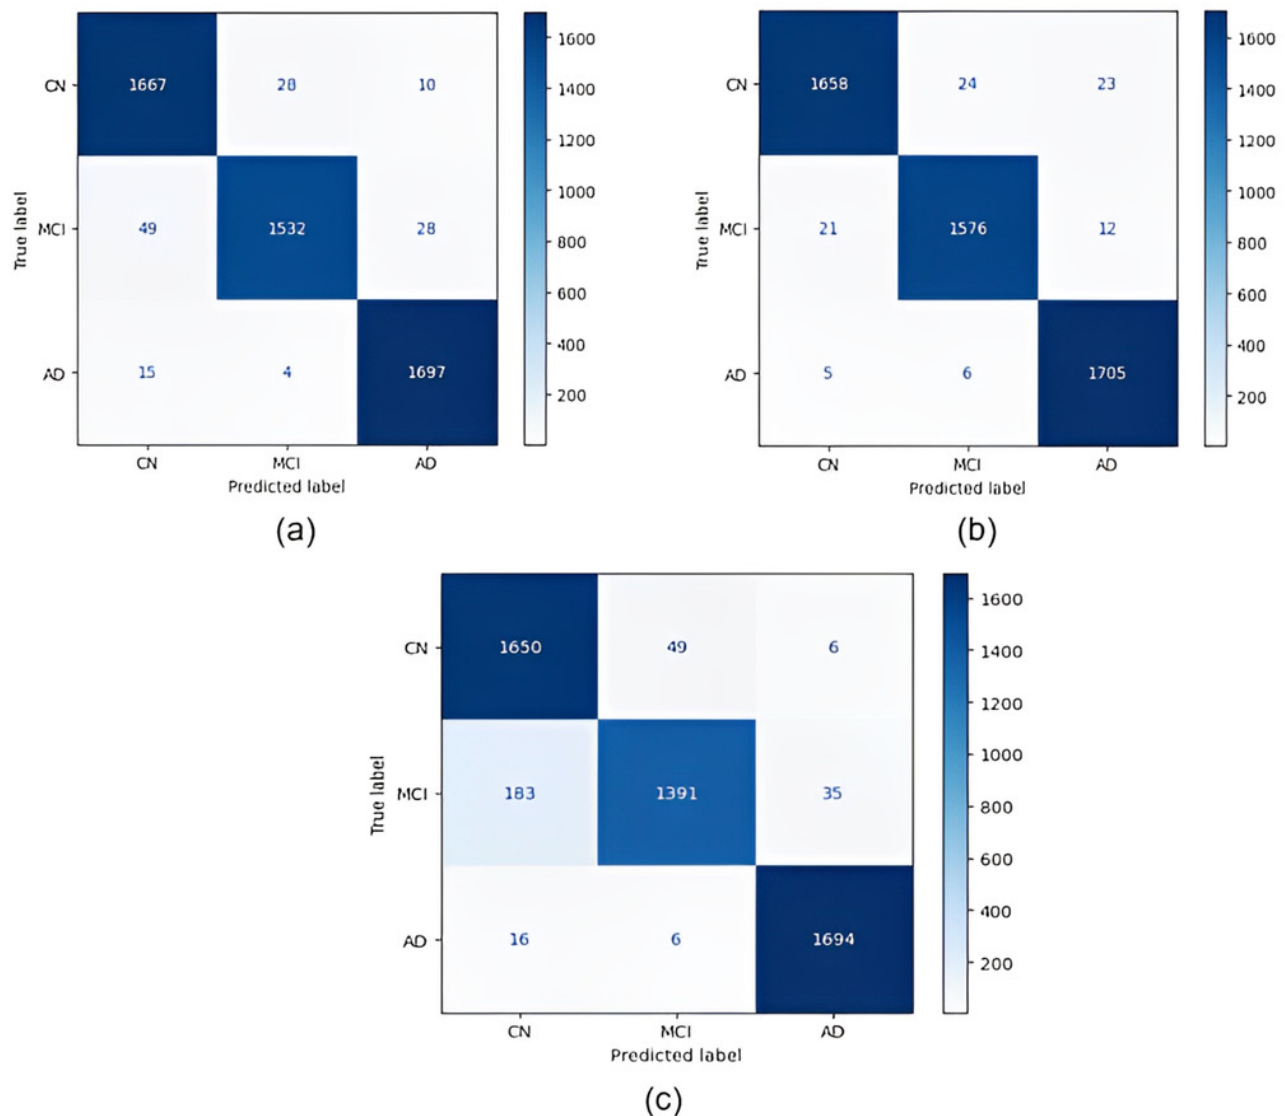 CN 1667 28 10
MCI 49 1532 28
AD 15 4 1697
CN MCI AD
Predicted label
True label
1600
1400
1200
1000
800
600
400
200
(a)
CN 1658 24 23
MCI 21 1576 12
AD 5 6 1705
CN MCI AD
Predicted label
True label
1600
1400
1200
1000
800
600
400
200
(b)
CN 1650 49 6
MCI 183 1391 35
AD 16 6 1694
CN MCI AD
Predicted label
True label
1600
1400
1200
1000
800
600
400
200
(c)